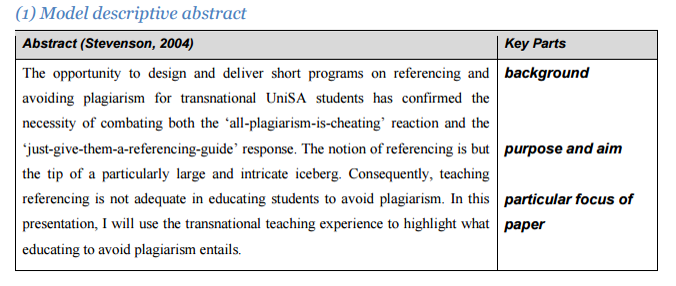 (1) Model descriptive abstract
Abstract (Stevenson, 2004)
Key Parts
The opportunity to design and deliver short programs on referencing and
avoiding plagiarism for transnational UniSA students has confirmed the
necessity of combating both the ‘all-plagiarism-is-cheating’ reaction and the
‘just-give-them-a-referencing-guide’ response. The notion of referencing is but
the tip of a particularly large and intricate iceberg. Consequently, teaching
referencing is not adequate in educating students to avoid plagiarism. In this
presentation, I will use the transnational teaching experience to highlight what
educating to avoid plagiarism entails.
background
purpose and aim
particular focus of
paper